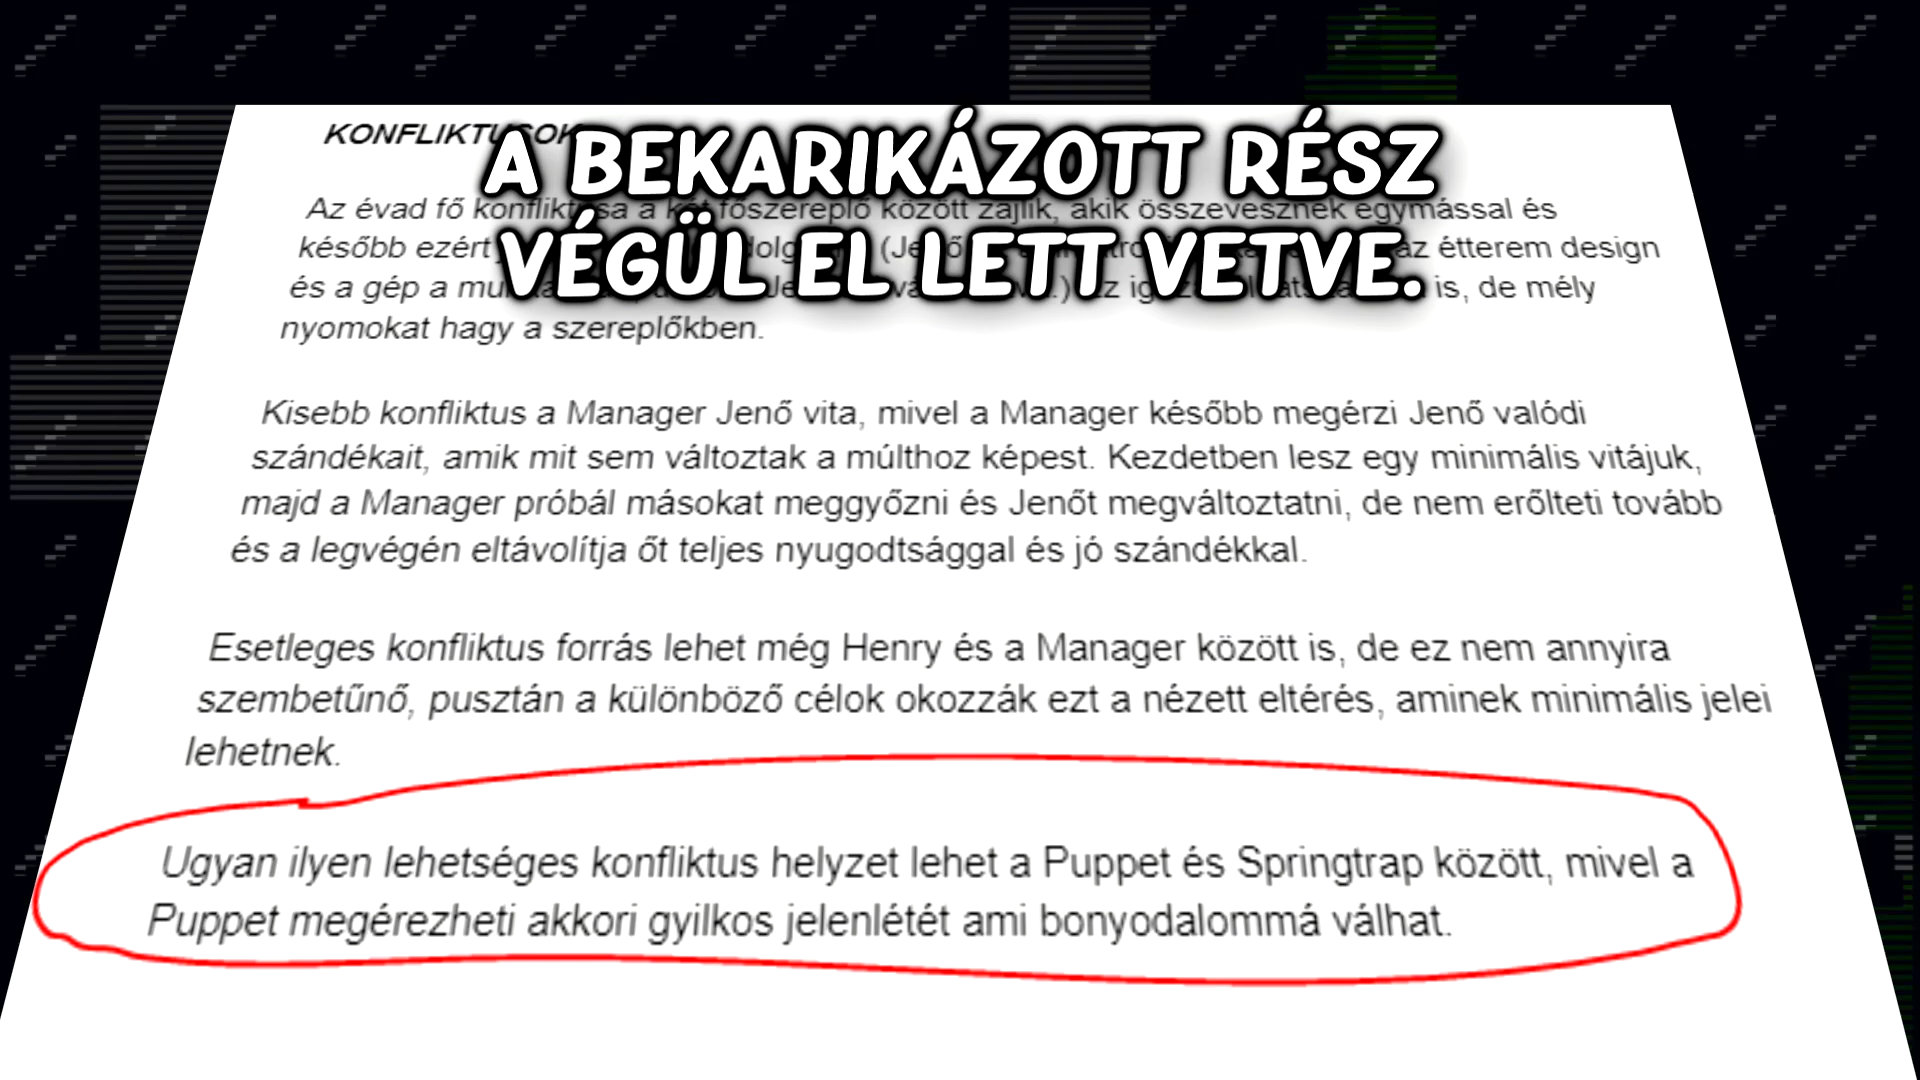 KONFLIKTUSOK
A BEKARIKÁZOTT RÉSZ
VÉGÜL EL LETT VETVE.
Az évad fő konfliktusa a két főszereplő között zajlik, akik összevesznek egymással és
később ezért az étterem design
és a gép a is, de mély
nyomokat hagy a szereplőkben.
Kisebb konfliktus a Manager Jenő vita, mivel a Manager később megérzi Jenő valódi
szándékait, amik mit sem változtak a múlthoz képest. Kezdetben lesz egy minimális vitájuk,
majd a Manager próbál másokat meggyőzni és Jenőt megváltoztatni, de nem erőlteti tovább
és a legvégén eltávolítja őt teljes nyugodtsággal és jó szándékkal.
Esetleges konfliktus forrás lehet még Henry és a Manager között is, de ez nem annyira
szembetűnő, pusztán a különböző célok okozzák ezt a nézett eltérés, aminek minimális jelei
lehetnek.
Ugyan ilyen lehetséges konfliktus helyzet lehet a Puppet és Springtrap között, mivel a
Puppet megérezheti akkori gyilkos jelenlétét ami bonyodalommá válhat.